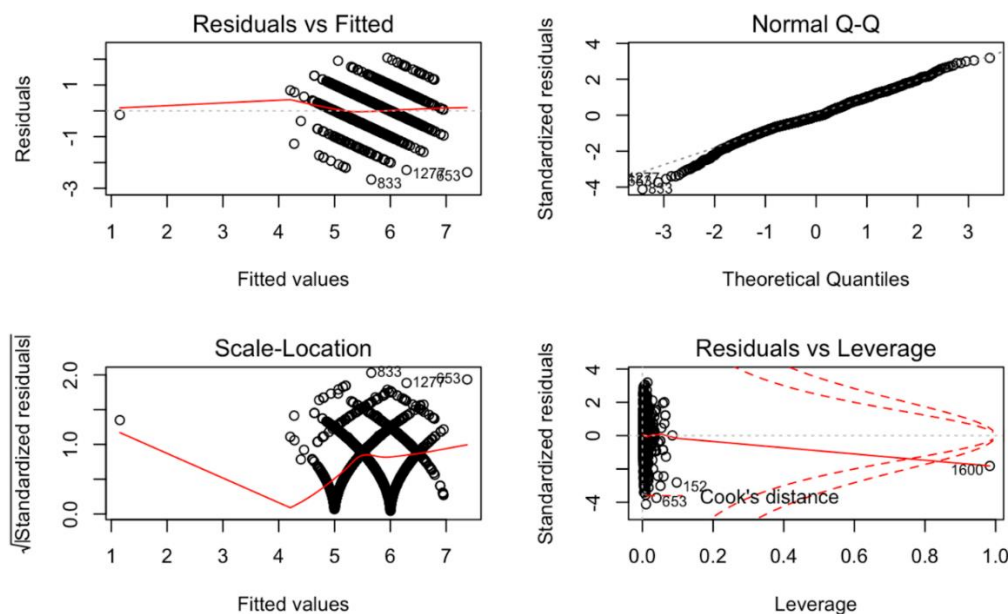 Residuals vs Fitted
Residuals
1
-1
-3
833
1277
653
1 2 3 4 5 6 7
Fitted values
Normal Q-Q
Standardized residuals
4
2
0
-2
-4
1277
833
-3 -2 -1 0 1 2 3
Theoretical Quantiles
Scale-Location
√|Standardized residuals|
2.0
1.0
0.0
833
1277
653
1 2 3 4 5 6 7
Fitted values
Residuals vs Leverage
Standardized residuals
4
2
0
-4
1600
152
653
Cook's distance
0.0 0.2 0.4 0.6 0.8 1.0
Leverage